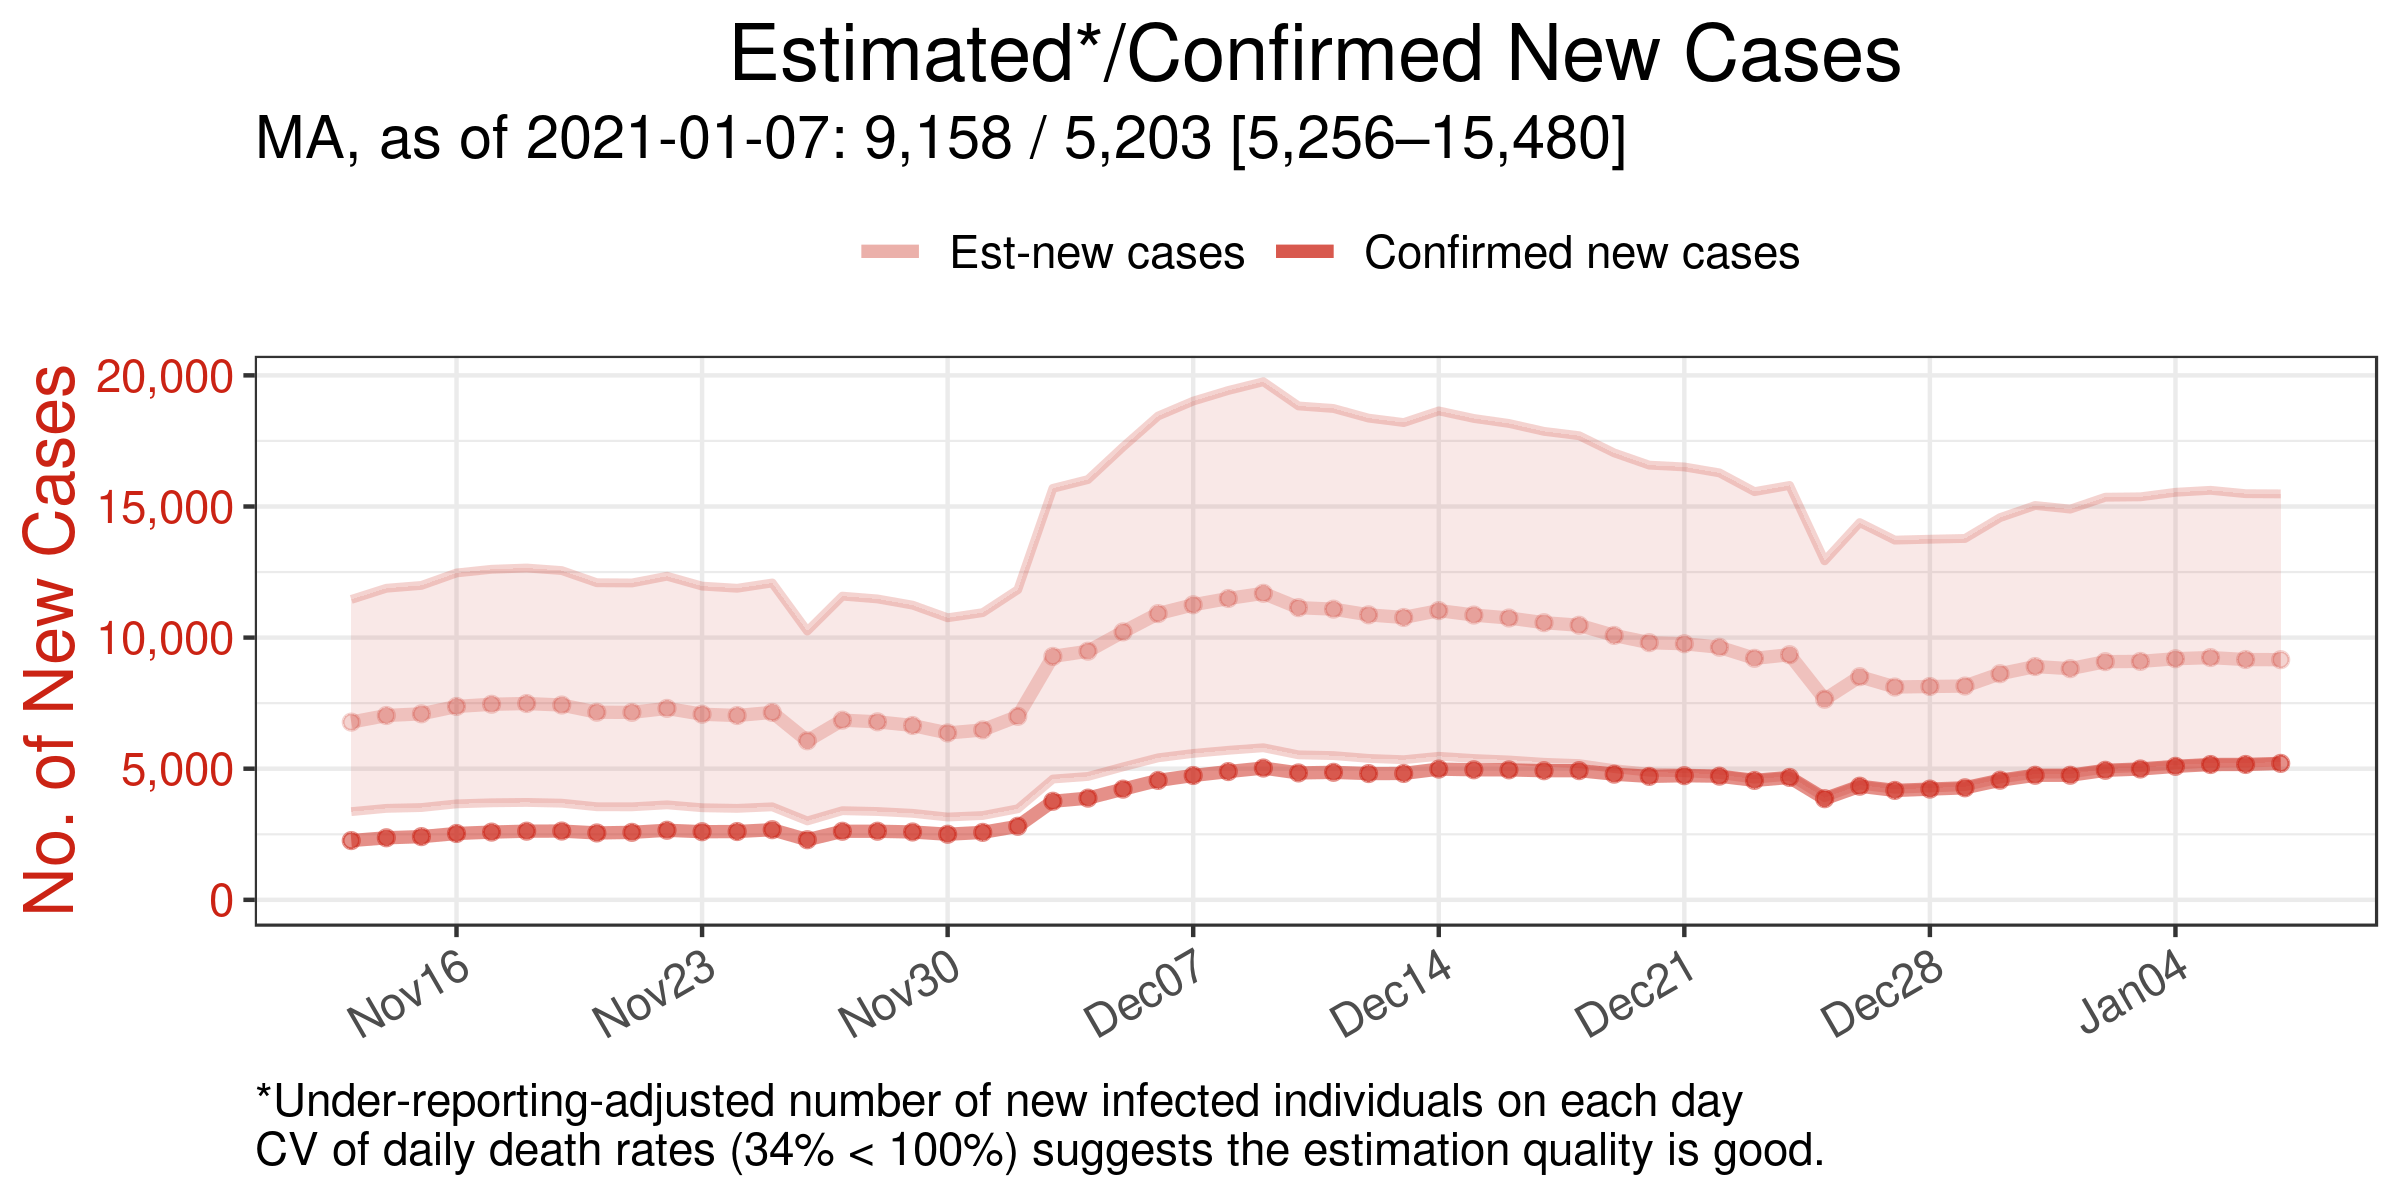 Estimated*/Confirmed New Cases
MA, as of 2021-01-07: 9,158 / 5,203 [5,256–15,480]
Est-new cases
Confirmed new cases
No. of New Cases
20,000
15,000
10,000
5,000
0
Nov16
Nov23
Nov30
Dec07
Dec14
Dec21
Dec28
Jan04
*Under-reporting-adjusted number of new infected individuals on each day
CV of daily death rates (34% < 100%) suggests the estimation quality is good.